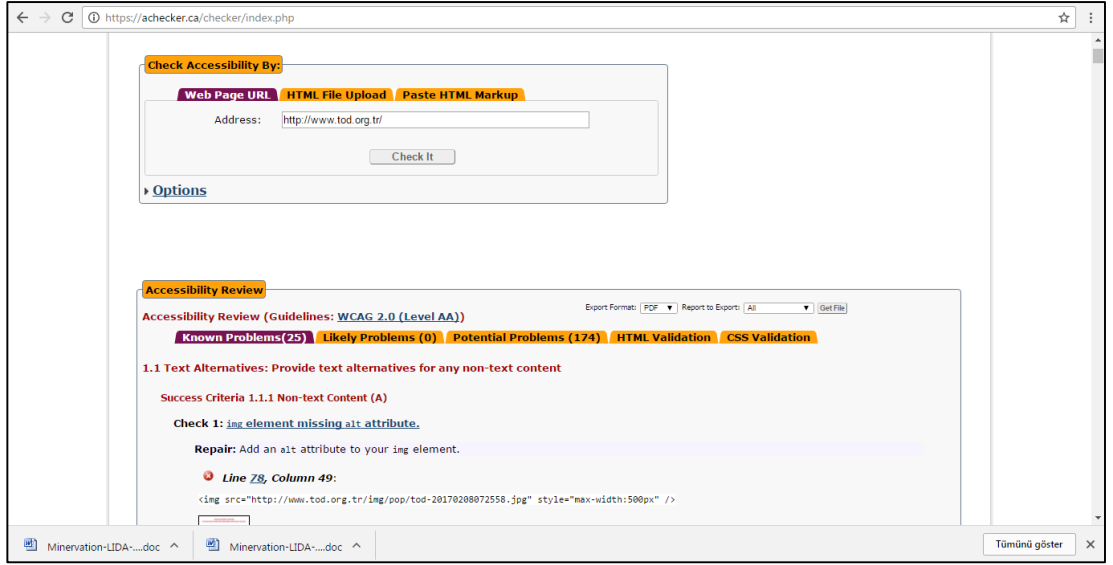 https://achecker.ca/checker/index.php
Check Accessibility By:
Web Page URL HTML File Upload Paste HTML Markup
Address: http://www.tod.org.tr/
Check It
Options
Accessibility Review
Export Format: PDF Report to Export: All Get File
Accessibility Review (Guidelines: WCAG 2.0 (Level AA))
Known Problems(25) Likely Problems (0) Potential Problems (174) HTML Validation CSS Validation
1.1 Text Alternatives: Provide text alternatives for any non-text content
Success Criteria 1.1.1 Non-text Content (A)
Check 1: img element missing alt attribute.
Repair: Add an alt attribute to your img element.
Line 78, Column 49:
<img src="http://www.tod.org.tr/img/pop/tod-20170208072558.jpg" style="max-width:500px" />
Minervation-LIDA-....doc Minervation-LIDA-....doc Tümünü göster